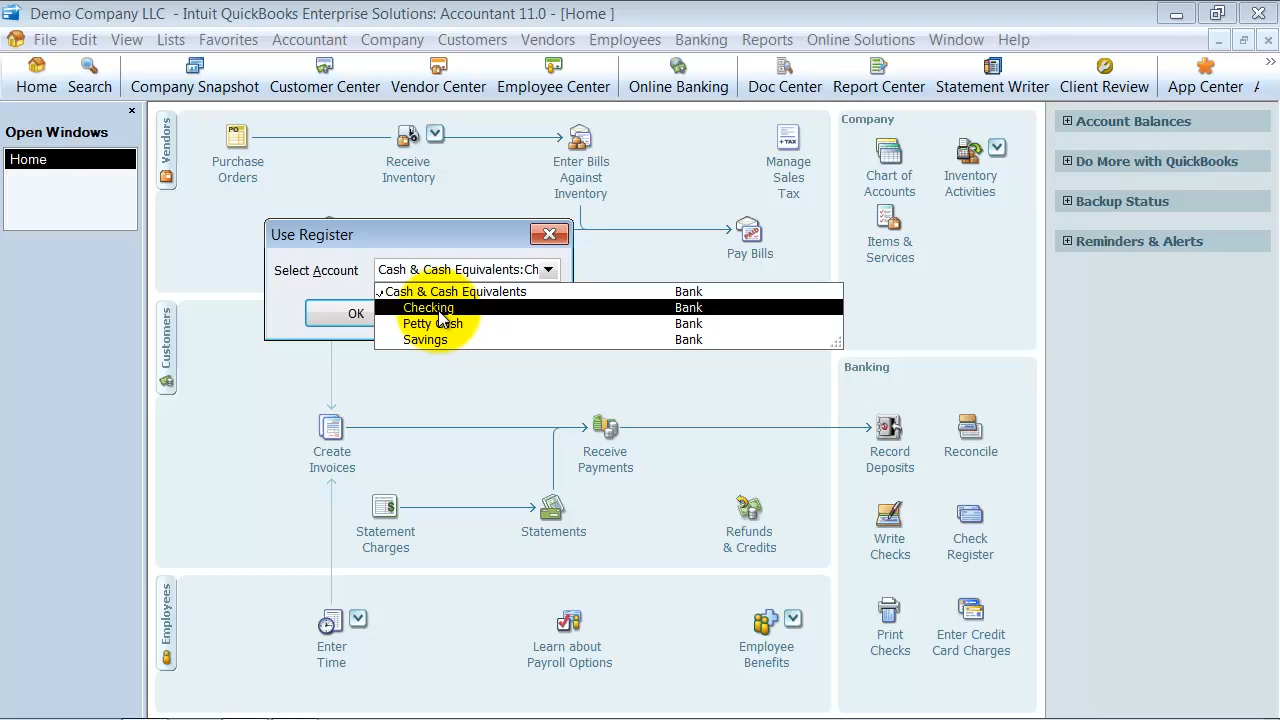 Demo Company LLC - Intuit QuickBooks Enterprise Solutions: Accountant 11.0 - [Home ]
File Edit View Lists Favorites Accountant Company Customers Vendors Employees Banking Reports Online Solutions Window Help
Home Search Company Snapshot Customer Center Vendor Center Employee Center Online Banking Doc Center Report Center Statement Writer Client Review App Center
Open Windows
Home
Vendors
Purchase
Orders
Receive
Inventory
Enter Bills
Against
Inventory
Manage
Sales
Tax
Pay Bills
Use Register
Select Account
Cash & Cash Equivalents:Ch
OK
Cash & Cash Equivalents Bank
Checking Bank
Petty Cash Bank
Savings Bank
Customers
Create
Invoices
Receive
Payments
Statement
Charges
Statements
Refunds
& Credits
Employees
Enter
Time
Learn about
Payroll Options
Employee
Benefits
Company
Chart of
Accounts
Inventory
Activities
Items &
Services
Banking
Record
Deposits
Reconcile
Write
Checks
Check
Register
Print
Checks
Enter Credit
Card Charges
Account Balances
Do More with QuickBooks
Backup Status
Reminders & Alerts